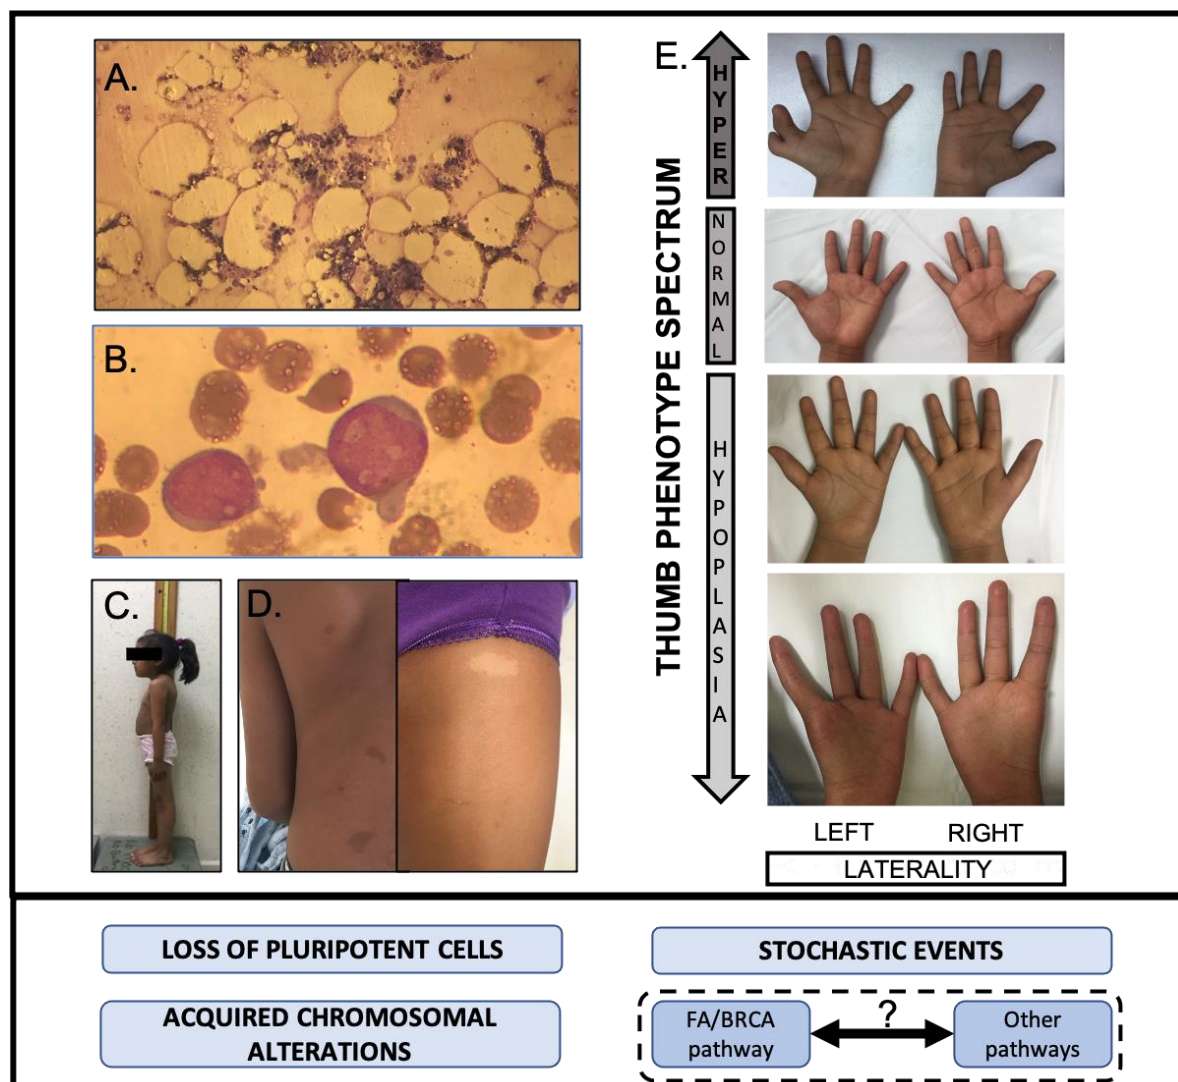 A.
B.
C.
D.
E.
THUMB PHENOTYPE SPECTRUM
HYPER
NORMAL
HYPOPLASIA
LEFT RIGHT
LATERALITY
LOSS OF PLURIPOTENT CELLS
STOCHASTIC EVENTS
ACQUIRED CHROMOSOMAL
ALTERATIONS
FA/BRCA
pathway
?
Other
pathways